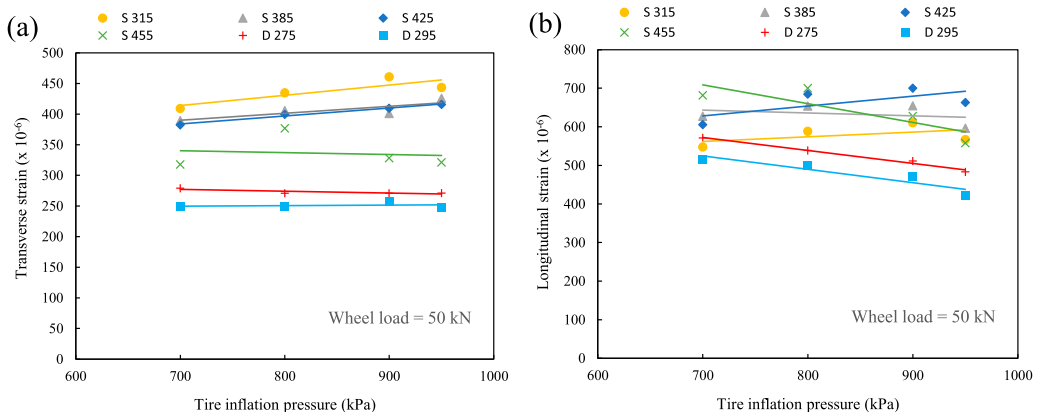 (a)
S 315 S 385 S 425
S 455 D 275 D 295
500
450
400
350
300
250
200
150
100
50
0
Transverse strain (x 10⁻⁶)
Wheel load = 50 kN
600 700 800 900 1000
Tire inflation pressure (kPa)
(b)
S 315 S 385 S 425
S 455 D 275 D 295
800
700
600
500
400
300
200
100
0
Longitudinal strain (x 10⁻⁶)
Wheel load = 50 kN
600 700 800 900 1000
Tire inflation pressure (kPa)